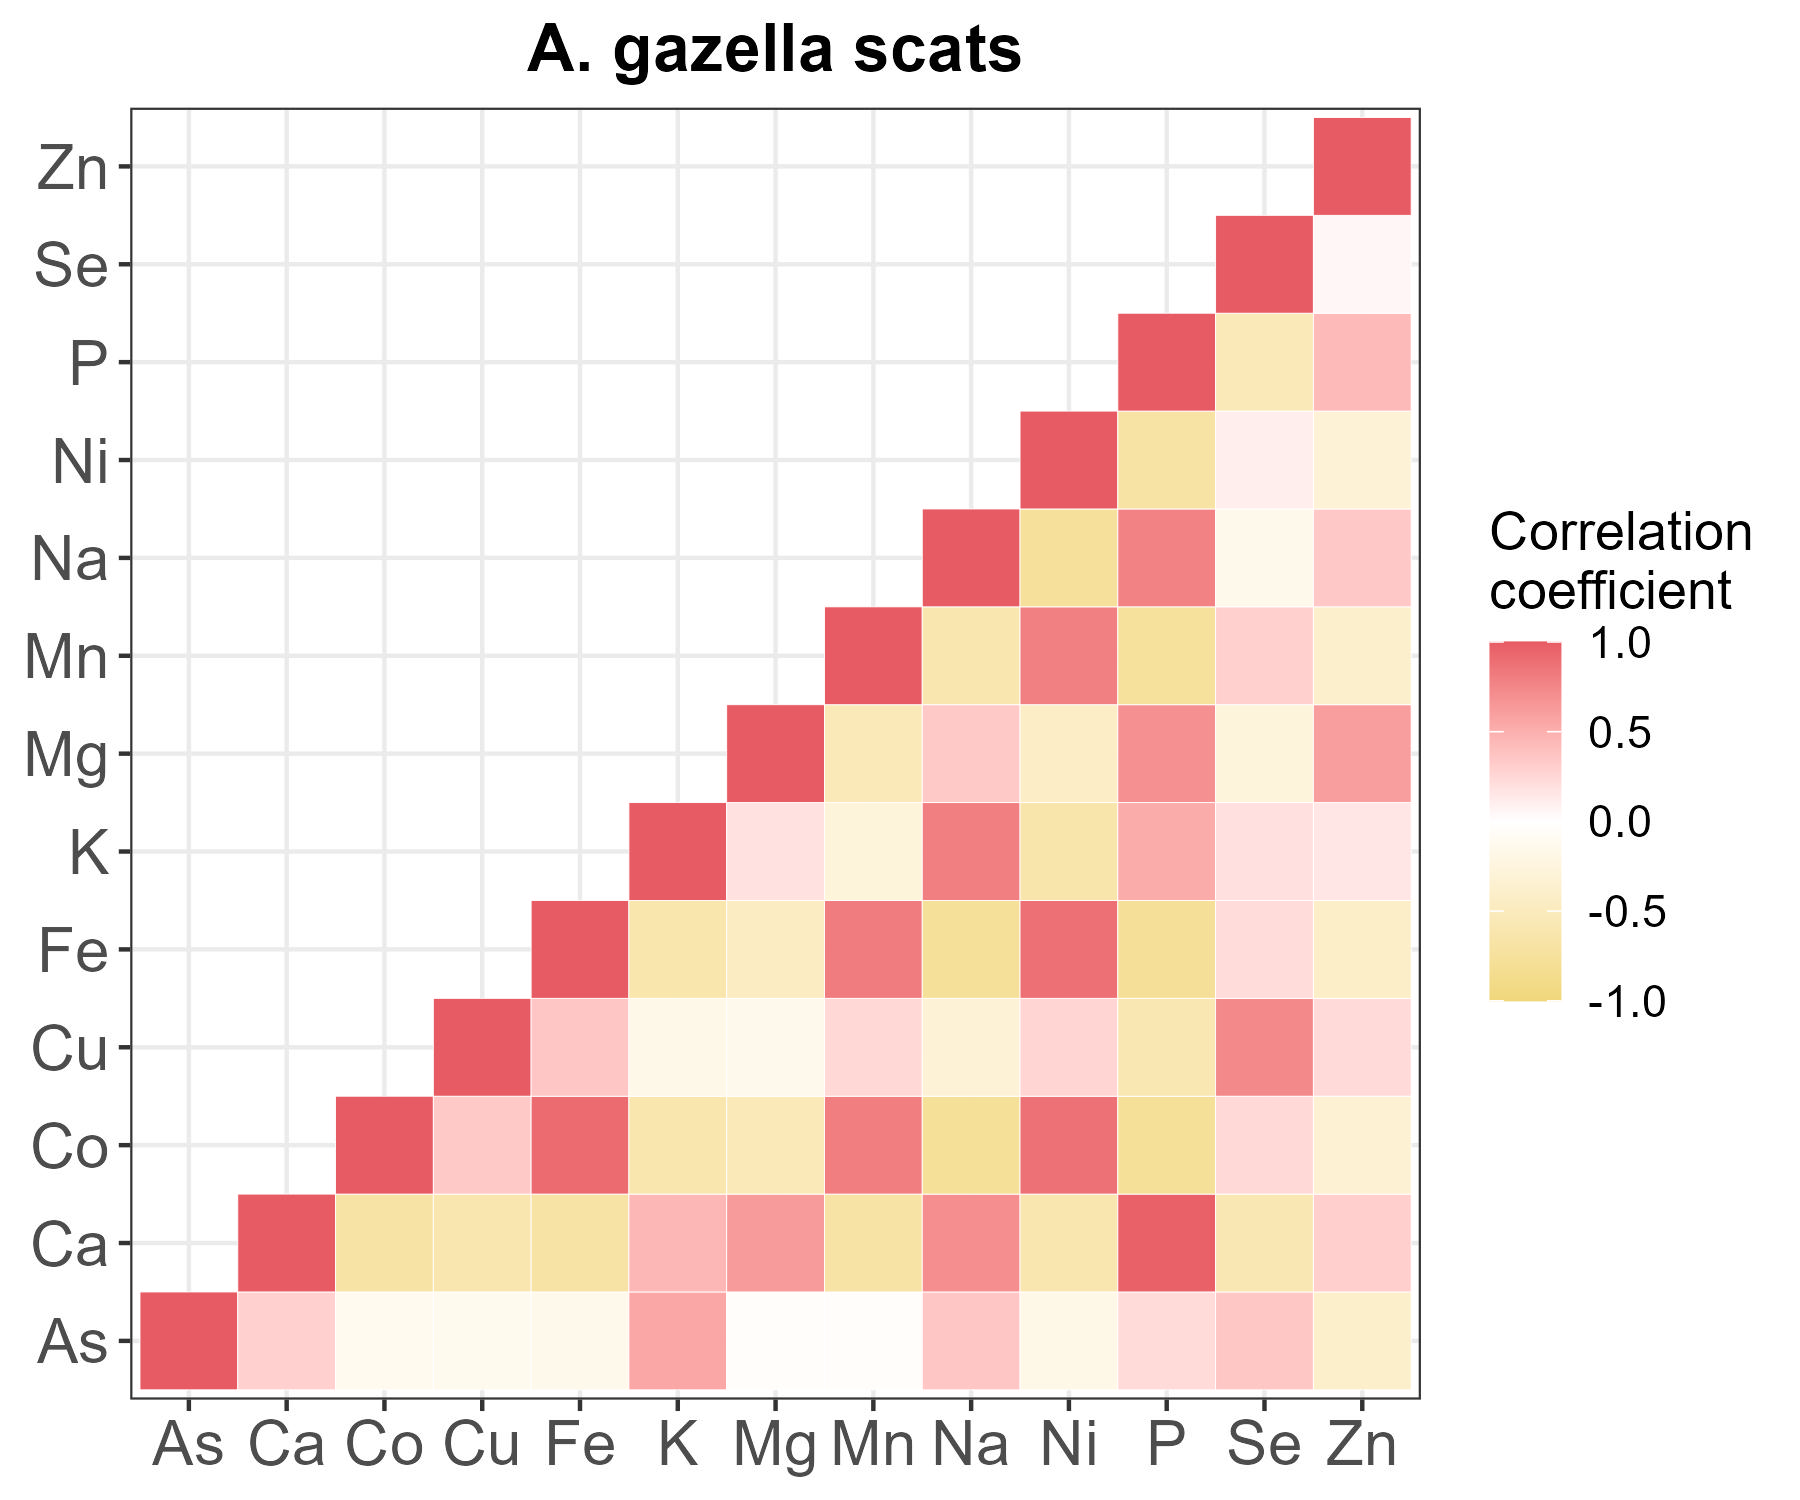 A. gazella scats
Zn
Se
P
Ni
Na
Mn
Mg
K
Fe
Cu
Co
Ca
As
As Ca Co Cu Fe K Mg Mn Na Ni P Se Zn
Correlation
coefficient
1.0
0.5
0.0
-0.5
-1.0